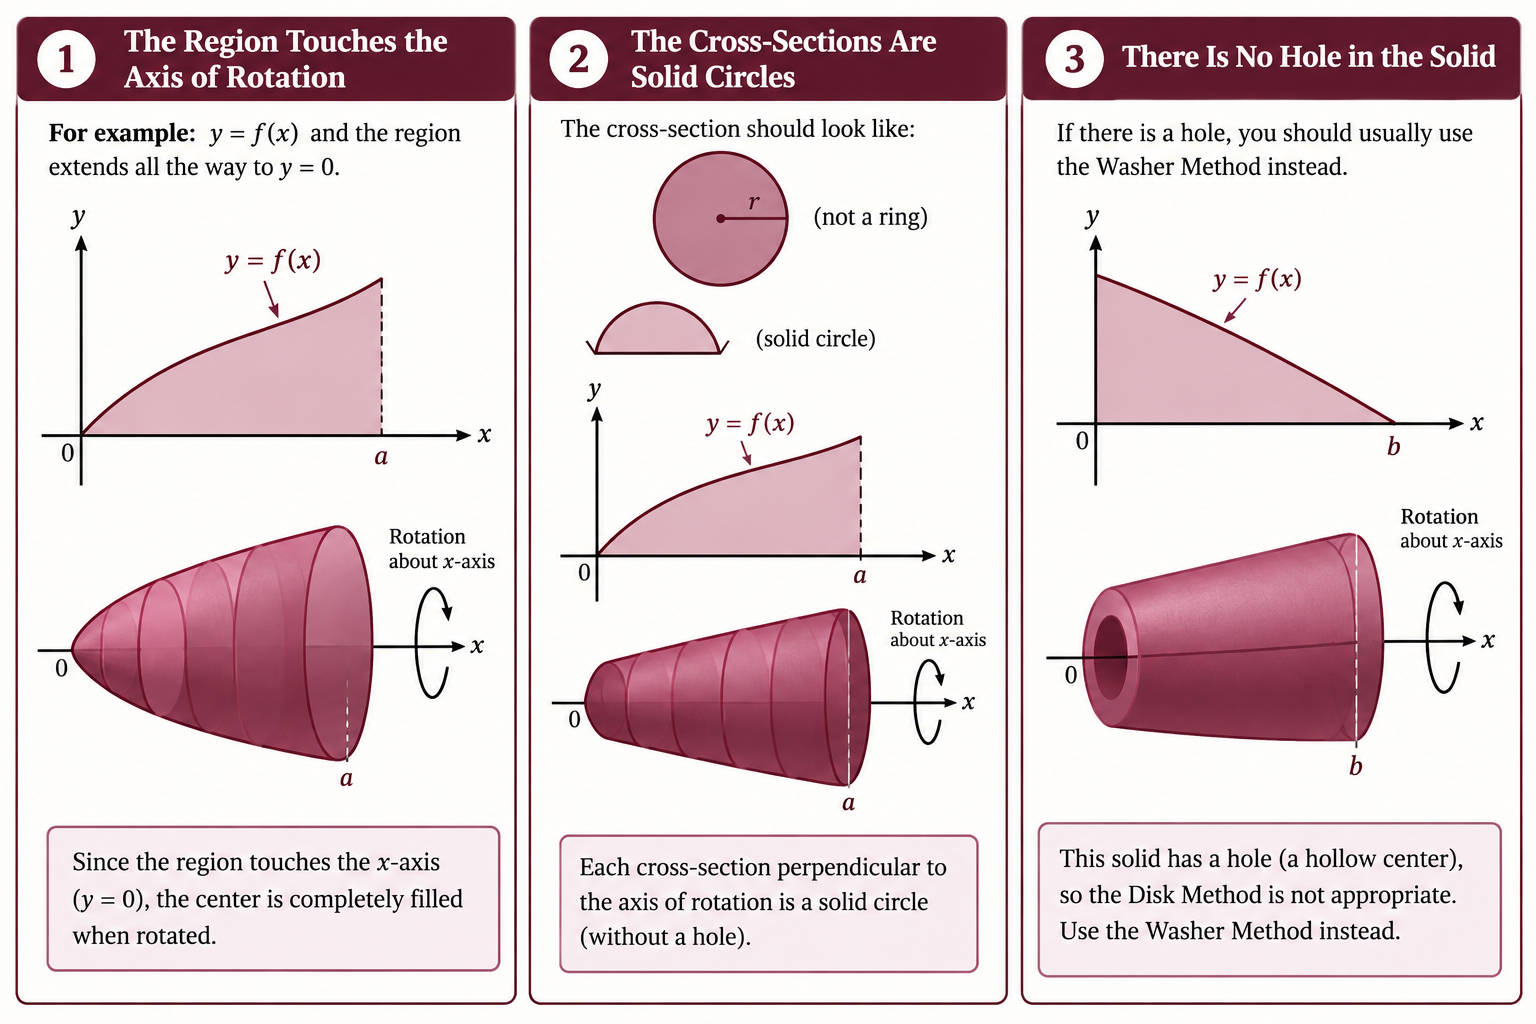 1
The Region Touches the
Axis of Rotation
For example: y = f(x) and the region
extends all the way to y = 0.
y
y = f(x)
x
0
a
Rotation
about x-axis
x
0
a
Since the region touches the x-axis
(y = 0), the center is completely filled
when rotated.
2
The Cross-Sections Are
Solid Circles
The cross-section should look like:
r
(not a ring)
(solid circle)
y
y = f(x)
x
0
a
Rotation
about x-axis
x
0
a
Each cross-section perpendicular to
the axis of rotation is a solid circle
(without a hole).
3
There Is No Hole in the Solid
If there is a hole, you should usually use
the Washer Method instead.
y
y = f(x)
x
0
b
Rotation
about x-axis
x
0
b
This solid has a hole (a hollow center),
so the Disk Method is not appropriate.
Use the Washer Method instead.